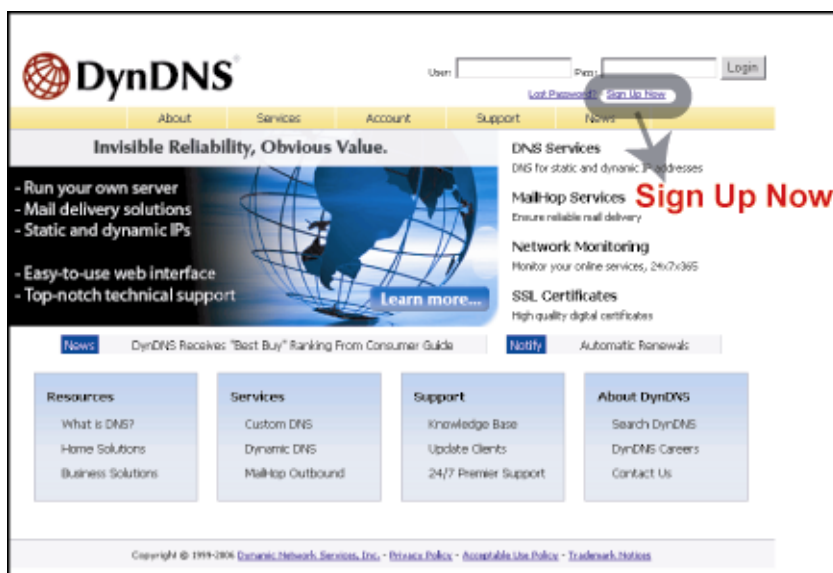 DynDNS
User:
Pass:
Login
Lost Password? - Sign Up Now
About Services Account Support News
Invisible Reliability, Obvious Value.
- Run your own server
- Mail delivery solutions
- Static and dynamic IPs
- Easy-to-use web interface
- Top-notch technical support
Learn more...
DNS Services
DNS for static and dynamic IP addresses
MailHop Services
Ensure reliable mail delivery
Network Monitoring
Monitor your online services, 24x7x365
SSL Certificates
High quality digital certificates
Sign Up Now
News DynDNS Receives "Best Buy" Ranking From Consumer Guide
Notify Automatic Renewals
Resources
What is DNS?
Home Solutions
Business Solutions
Services
Custom DNS
Dynamic DNS
MailHop Outbound
Support
Knowledge Base
Update Clients
24/7 Premier Support
About DynDNS
Search DynDNS
DynDNS Careers
Contact Us
Copyright © 1999-2006 Dynamic Network Services, Inc. - Privacy Policy - Acceptable Use Policy - Trademark Notices